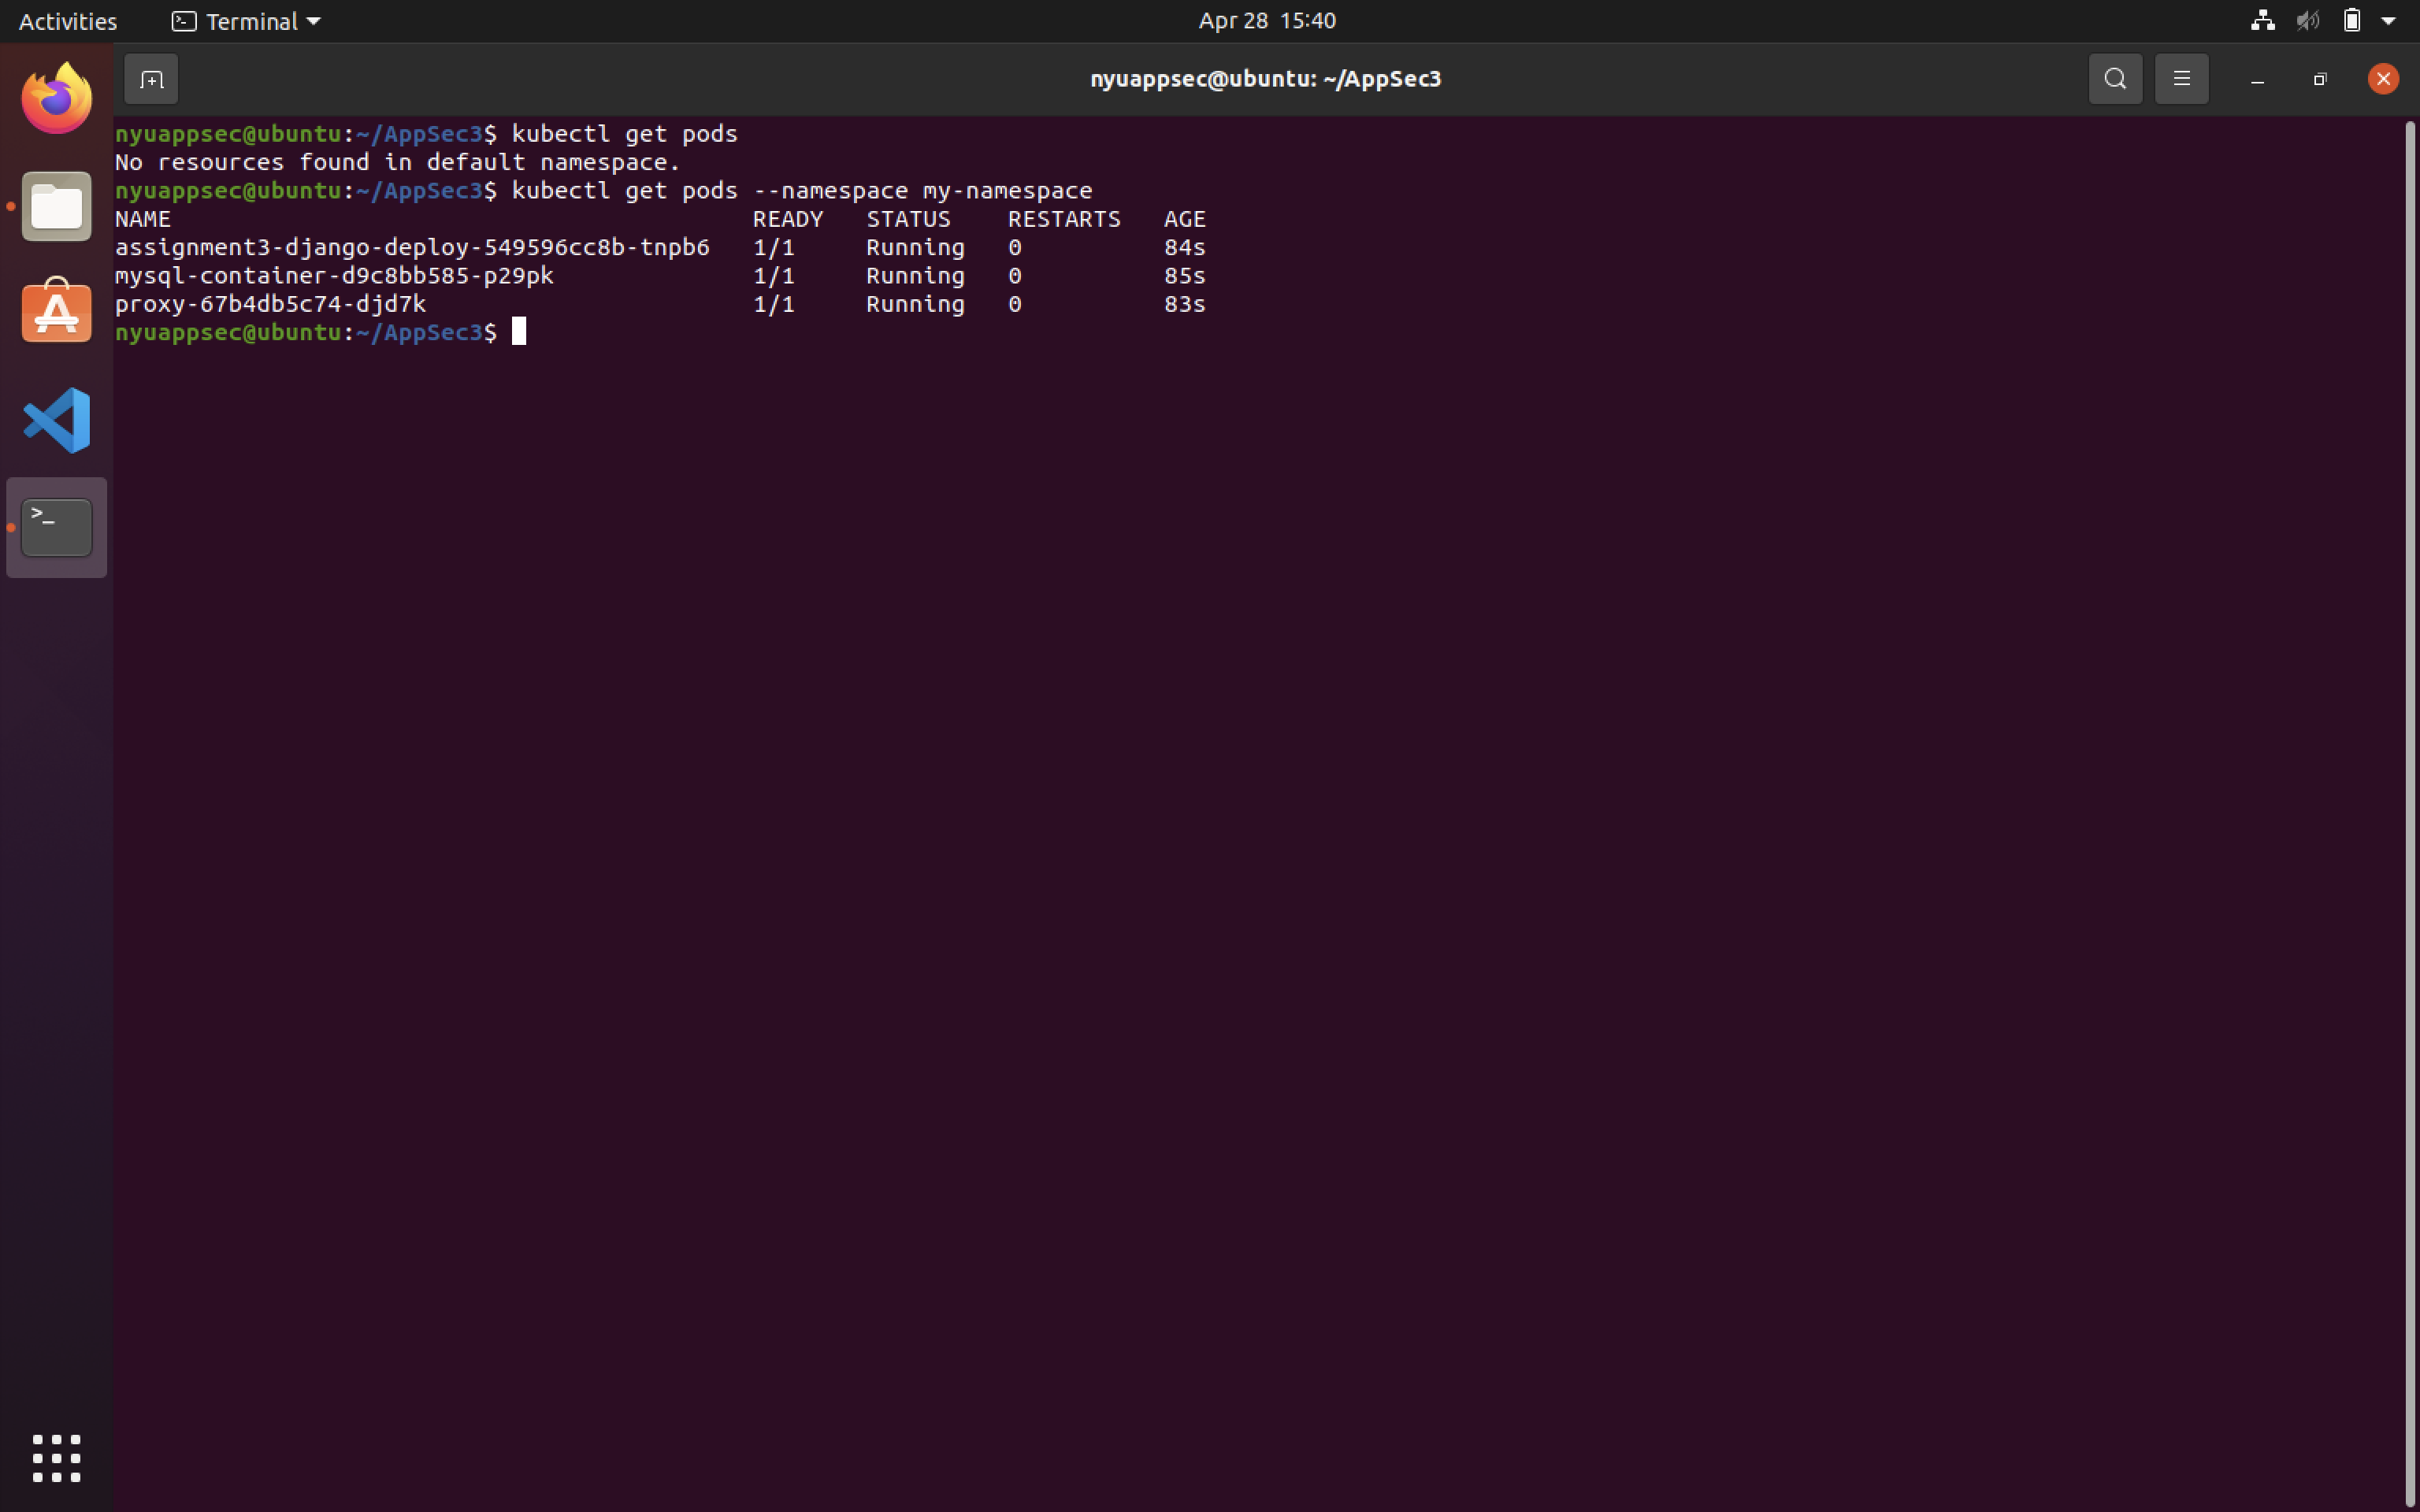 Activities Terminal Apr 28 15:40
nyuappsec@ubuntu: ~/AppSec3
nyuappsec@ubuntu:~/AppSec3$ kubectl get pods
No resources found in default namespace.
nyuappsec@ubuntu:~/AppSec3$ kubectl get pods --namespace my-namespace
NAME READY STATUS RESTARTS AGE
assignment3-django-deploy-549596cc8b-tnpb6 1/1 Running 0 84s
mysql-container-d9c8bb585-p29pk 1/1 Running 0 85s
proxy-67b4db5c74-djd7k 1/1 Running 0 83s
nyuappsec@ubuntu:~/AppSec3$